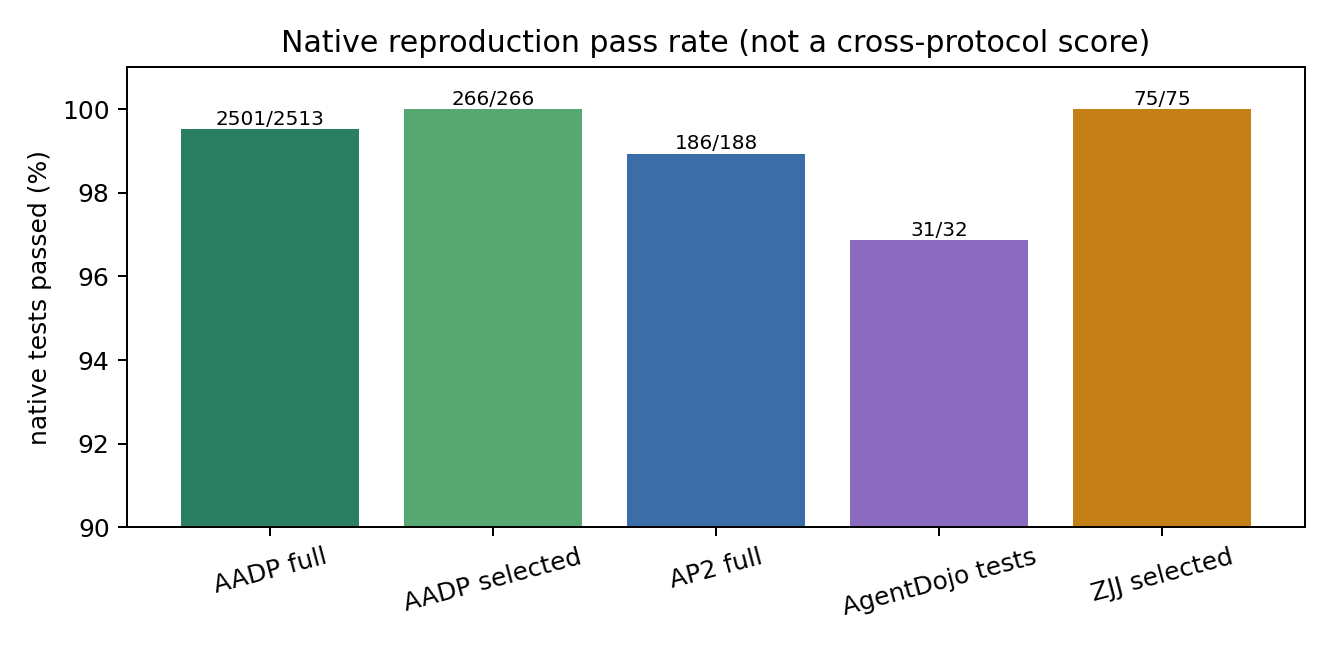 Native reproduction pass rate (not a cross-protocol score)
native tests passed (%)
100
98
96
94
92
90
2501/2513
266/266
186/188
31/32
75/75
AADP full
AADP selected
AP2 full
AgentDojo tests
ZJJ selected